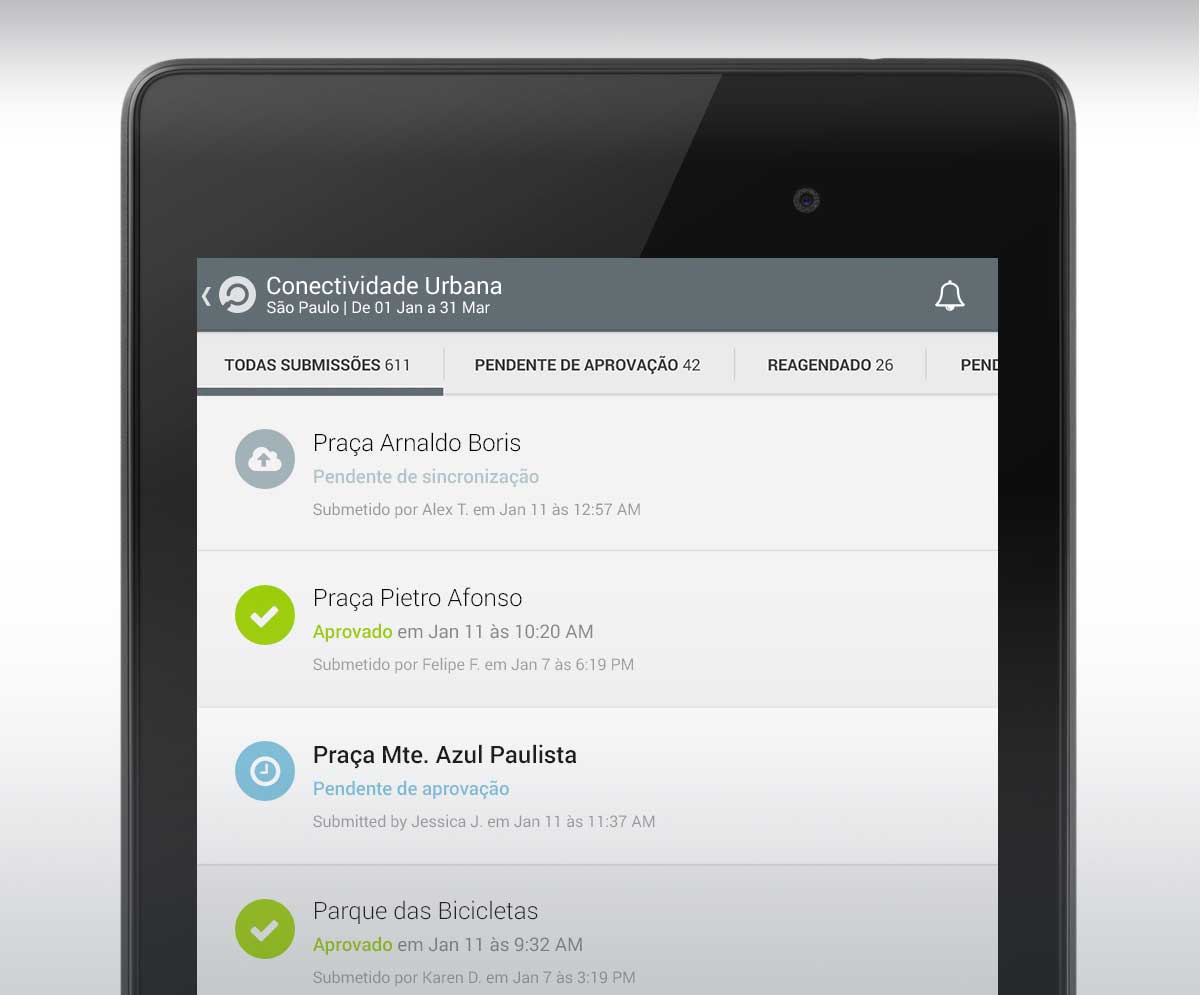 Conectividade Urbana
São Paulo | De 01 Jan a 31 Mar
TODAS SUBMISSÕES 611
PENDENTE DE APROVAÇÃO 42
REAGENDADO 26
PEND
Praça Arnaldo Boris
Pendente de sincronização
Submetido por Alex T. em Jan 11 às 12:57 AM
Praça Pietro Afonso
Aprovado em Jan 11 às 10:20 AM
Submetido por Felipe F. em Jan 7 às 6:19 PM
Praça Mte. Azul Paulista
Pendente de aprovação
Submitted by Jessica J. em Jan 11 às 11:37 AM
Parque das Bicicletas
Aprovado em Jan 11 às 9:32 AM
Submetido por Karen D. em Jan 7 às 3:19 PM